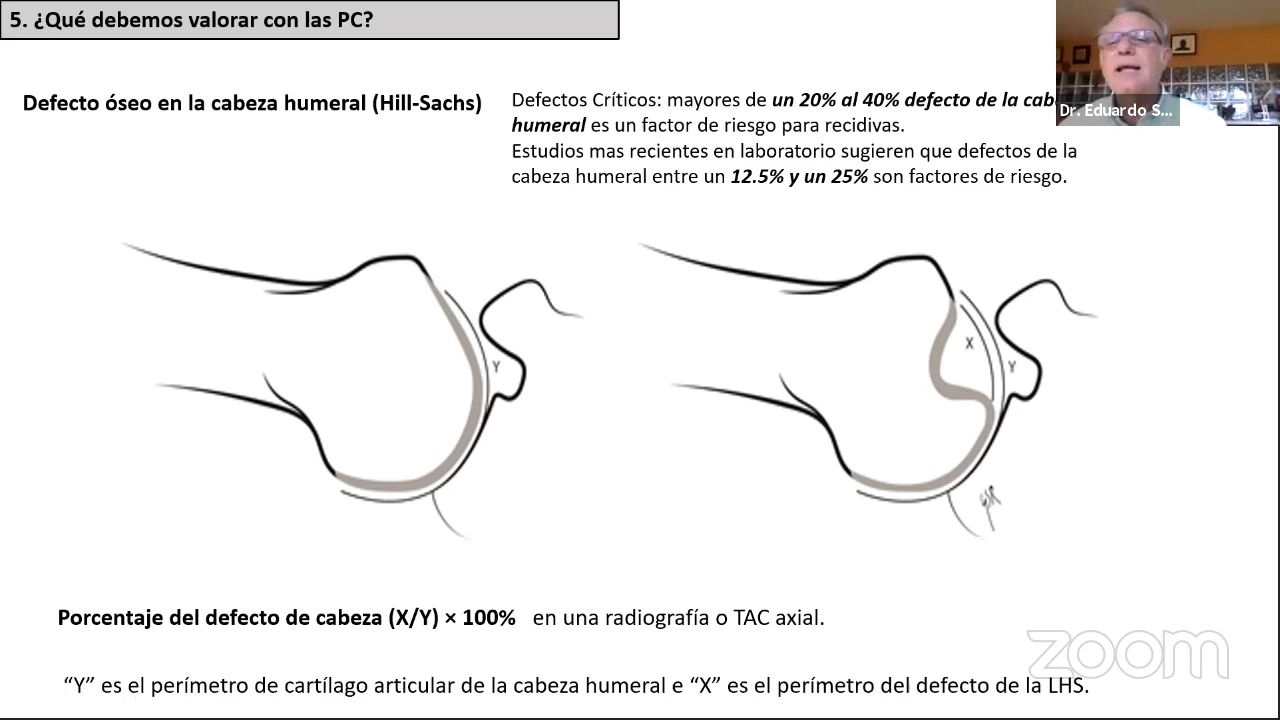 5. ¿Qué debemos valorar con las PC?
Defecto óseo en la cabeza humeral (Hill-Sachs)
Defectos Críticos: mayores de un 20% al 40% defecto de la cab
humeral es un factor de riesgo para recidivas.
Estudios mas recientes en laboratorio sugieren que defectos de la
cabeza humeral entre un 12.5% y un 25% son factores de riesgo.
Dr. Eduardo S...
Y
X
Y
Porcentaje del defecto de cabeza (X/Y) × 100% en una radiografía o TAC axial.
zoom
“Y” es el perímetro de cartílago articular de la cabeza humeral e “X” es el perímetro del defecto de la LHS.